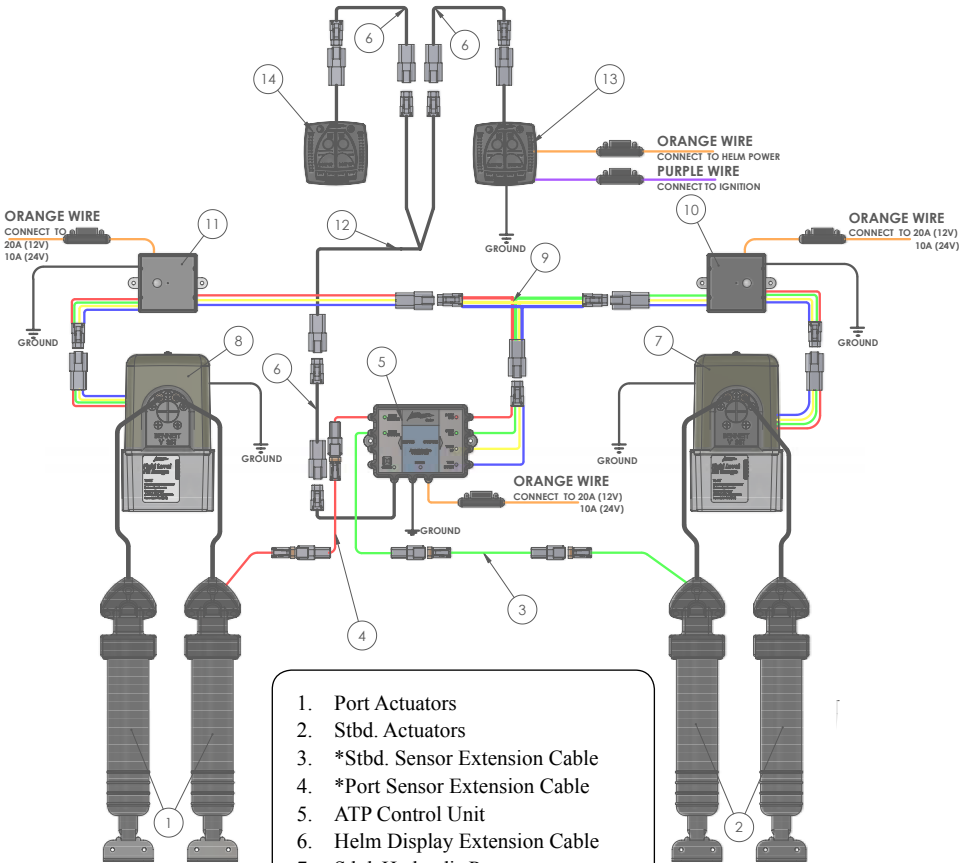 6
6
14
13
ORANGE WIRE
CONNECT TO HELM POWER
PURPLE WIRE
CONNECT TO IGNITION
ORANGE WIRE
CONNECT TO
20A (12V)
10A (24V)
11
12
GROUND
10
ORANGE WIRE
CONNECT TO 20A (12V)
10A (24V)
9
GROUND
GROUND
8
6
5
7
BENNETT
V 351
BENNETT
V 351
GROUND
GROUND
ORANGE WIRE
CONNECT TO 20A (12V)
10A (24V)
GROUND
3
4
1. Port Actuators
2. Stbd. Actuators
3. *Stbd. Sensor Extension Cable
4. *Port Sensor Extension Cable
5. ATP Control Unit
6. Helm Display Extension Cable
1
2